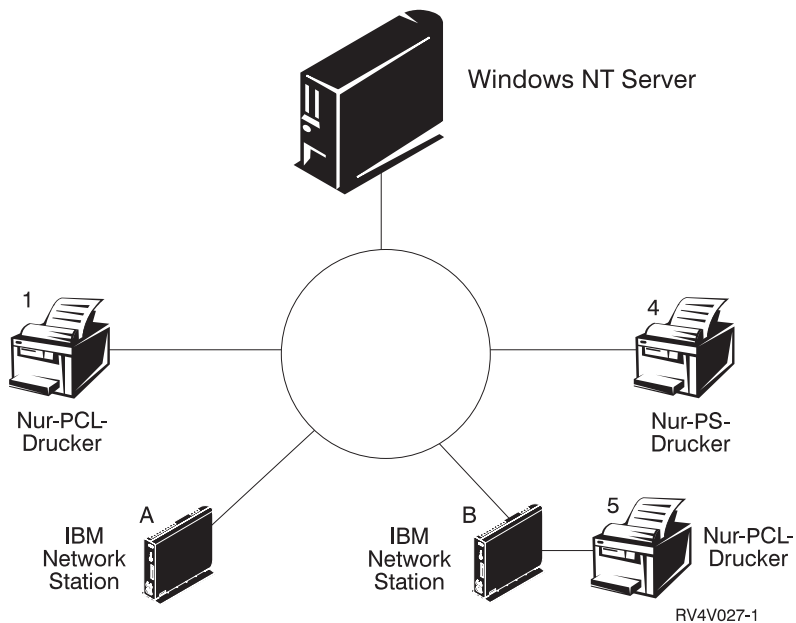 Windows NT Server
1
Nur-PCL-
Drucker
4
Nur-PS-
Drucker
A
IBM
Network
Station
B
IBM
Network
Station
5
Nur-PCL-
Drucker
RV4V027-1